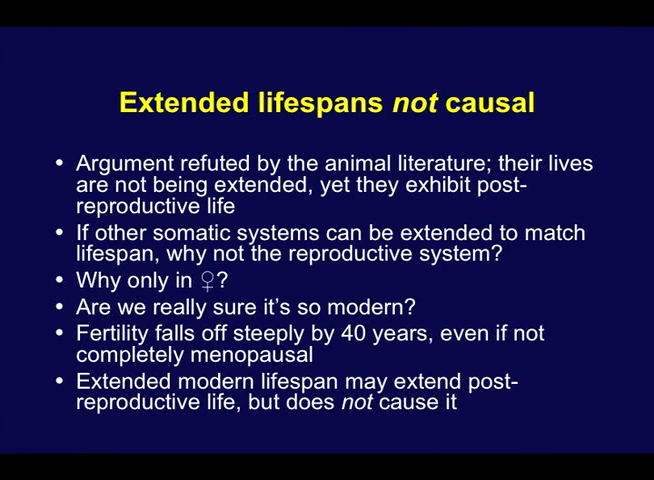 Extended lifespans not causal
• Argument refuted by the animal literature; their lives
are not being extended, yet they exhibit post-
reproductive life
• If other somatic systems can be extended to match
lifespan, why not the reproductive system?
• Why only in ♀?
• Are we really sure it's so modern?
• Fertility falls off steeply by 40 years, even if not
completely menopausal
• Extended modern lifespan may extend post-
reproductive life, but does not cause it